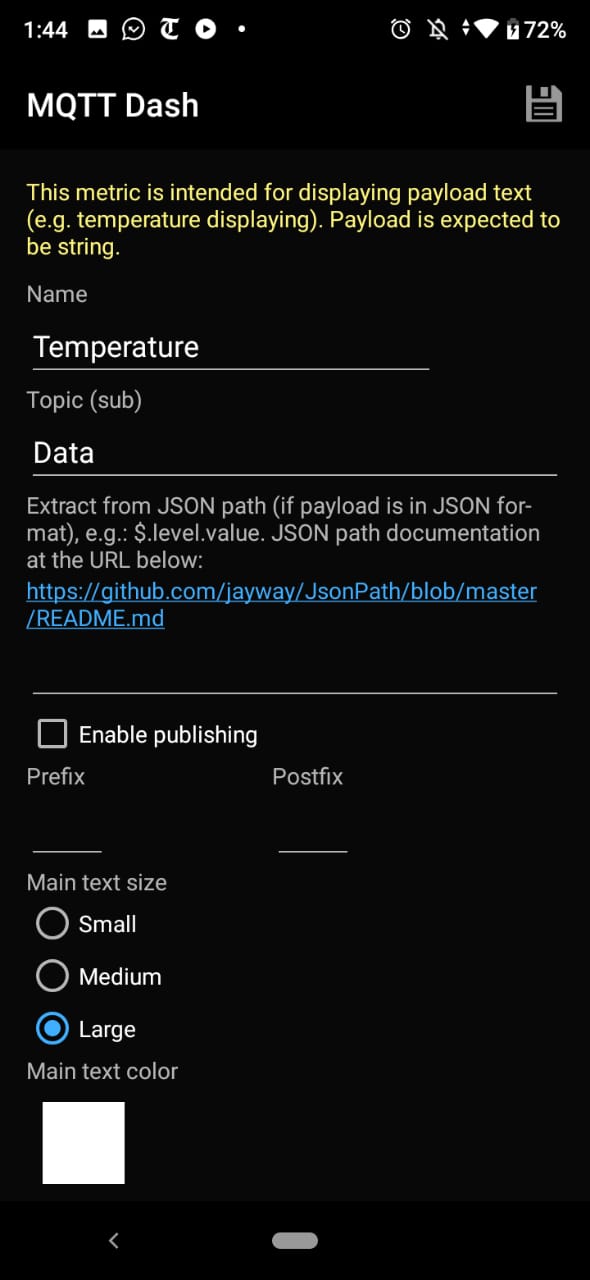 1:44
72%
MQTT Dash
This metric is intended for displaying payload text
(e.g. temperature displaying). Payload is expected to
be string.
Name
Temperature
Topic (sub)
Data
Extract from JSON path (if payload is in JSON for-
mat), e.g.: $.level.value. JSON path documentation
at the URL below:
https://github.com/jayway/JsonPath/blob/master
/README.md
Enable publishing
Prefix
Postfix
Main text size
Small
Medium
Large
Main text color